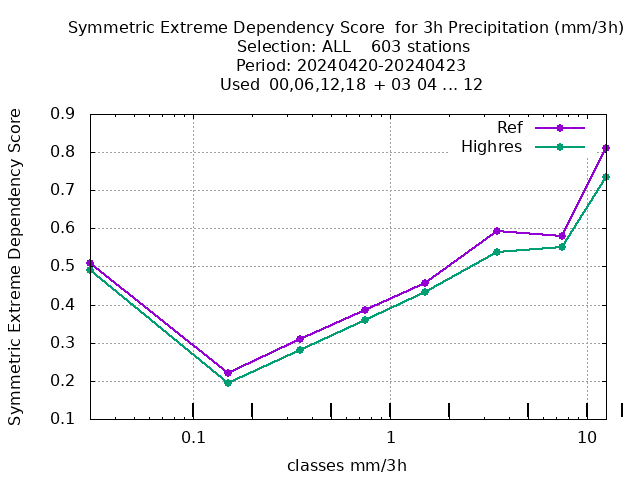 Symmetric Extreme Dependency Score  for 3h Precipitation (mm/3h)
Selection: ALL    603 stations
Period: 20240420-20240423
Used  00,06,12,18  + 03 04 ... 12
Symmetric Extreme Dependency Score
0.9
0.8
0.7
0.6
0.5
0.4
0.3
0.2
0.1
Ref
Highres
0.1
1
10
classes mm/3h